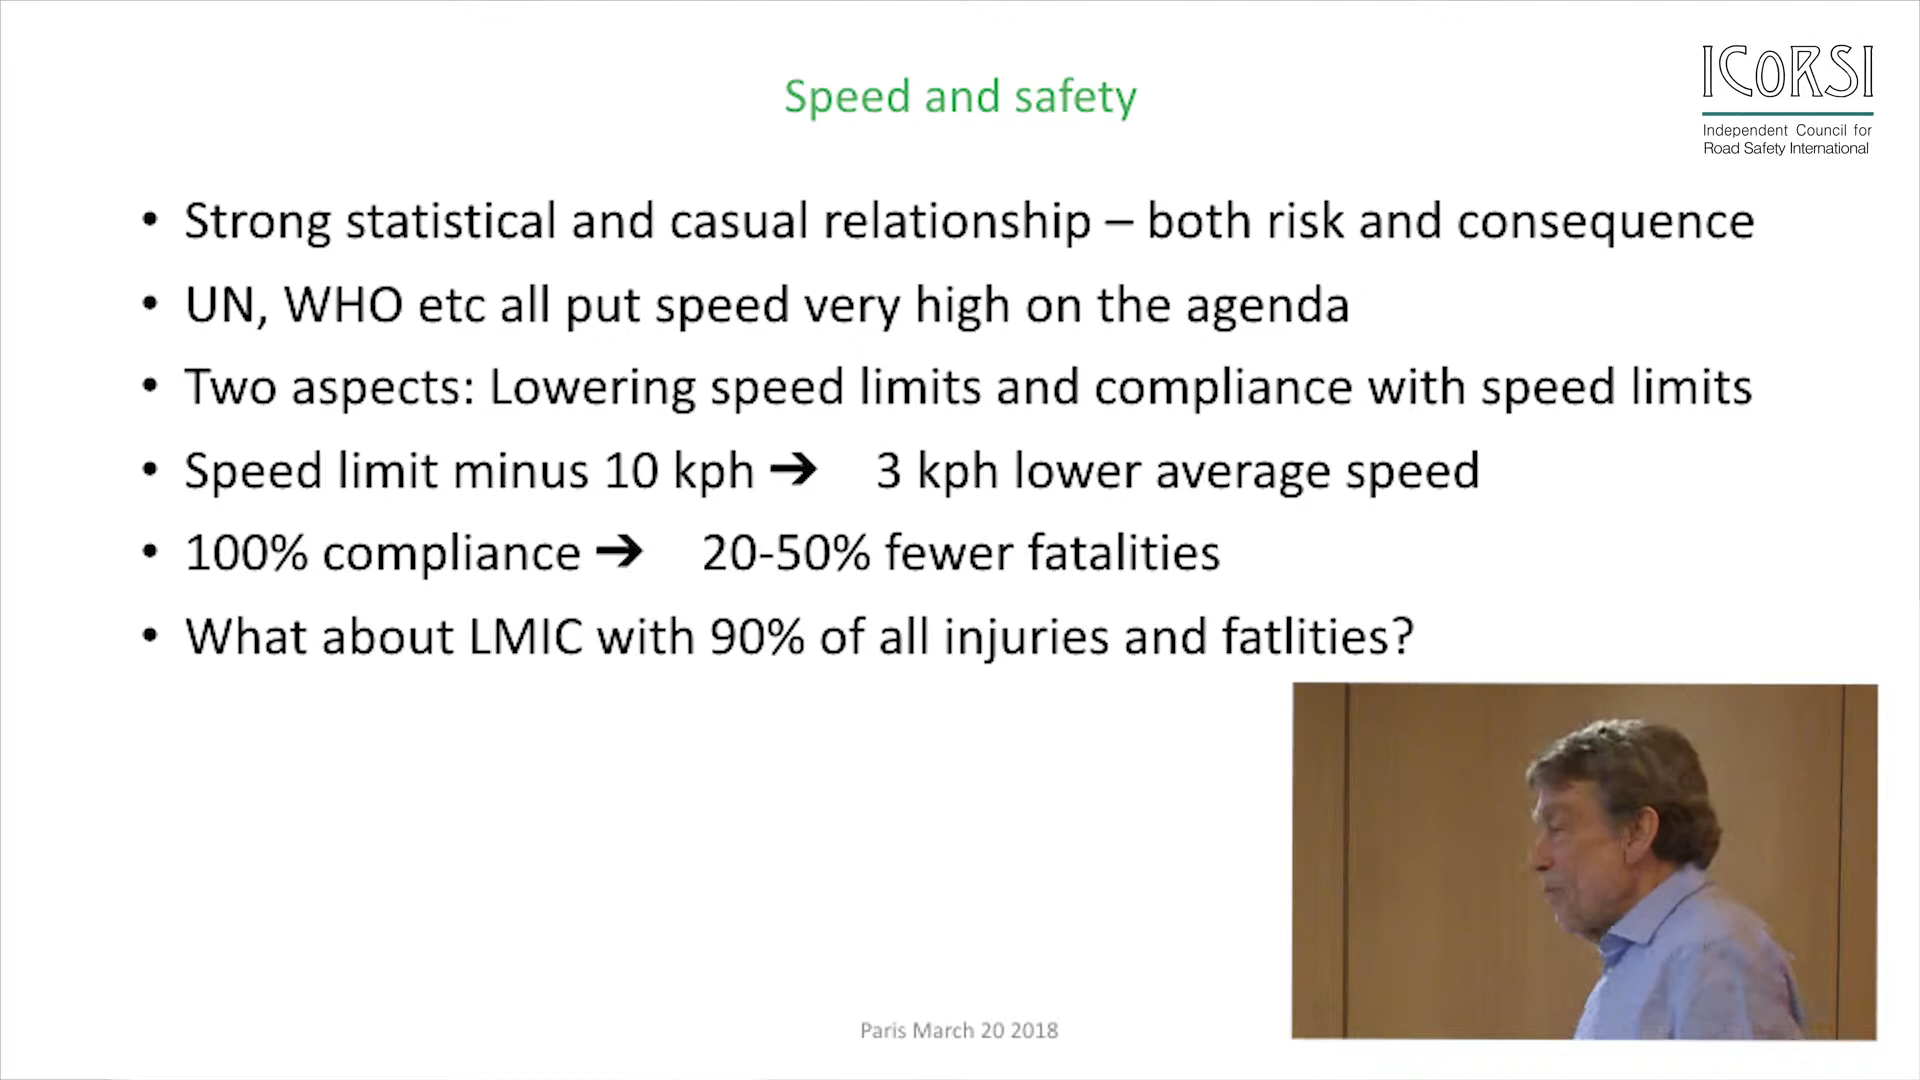 Speed and safety
ICoRSI
Independent Council for
Road Safety International
• Strong statistical and casual relationship – both risk and consequence
• UN, WHO etc all put speed very high on the agenda
• Two aspects: Lowering speed limits and compliance with speed limits
• Speed limit minus 10 kph ➔ 3 kph lower average speed
• 100% compliance ➔ 20-50% fewer fatalities
• What about LMIC with 90% of all injuries and fatlities?
Paris March 20 2018